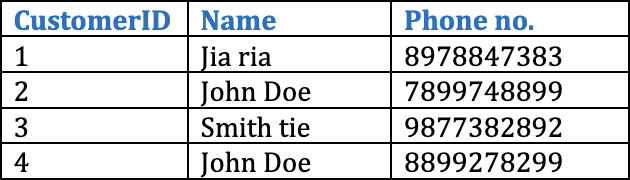 CustomerID Name Phone no.
1 Jia ria 8978847383
2 John Doe 7899748899
3 Smith tie 9877382892
4 John Doe 8899278299